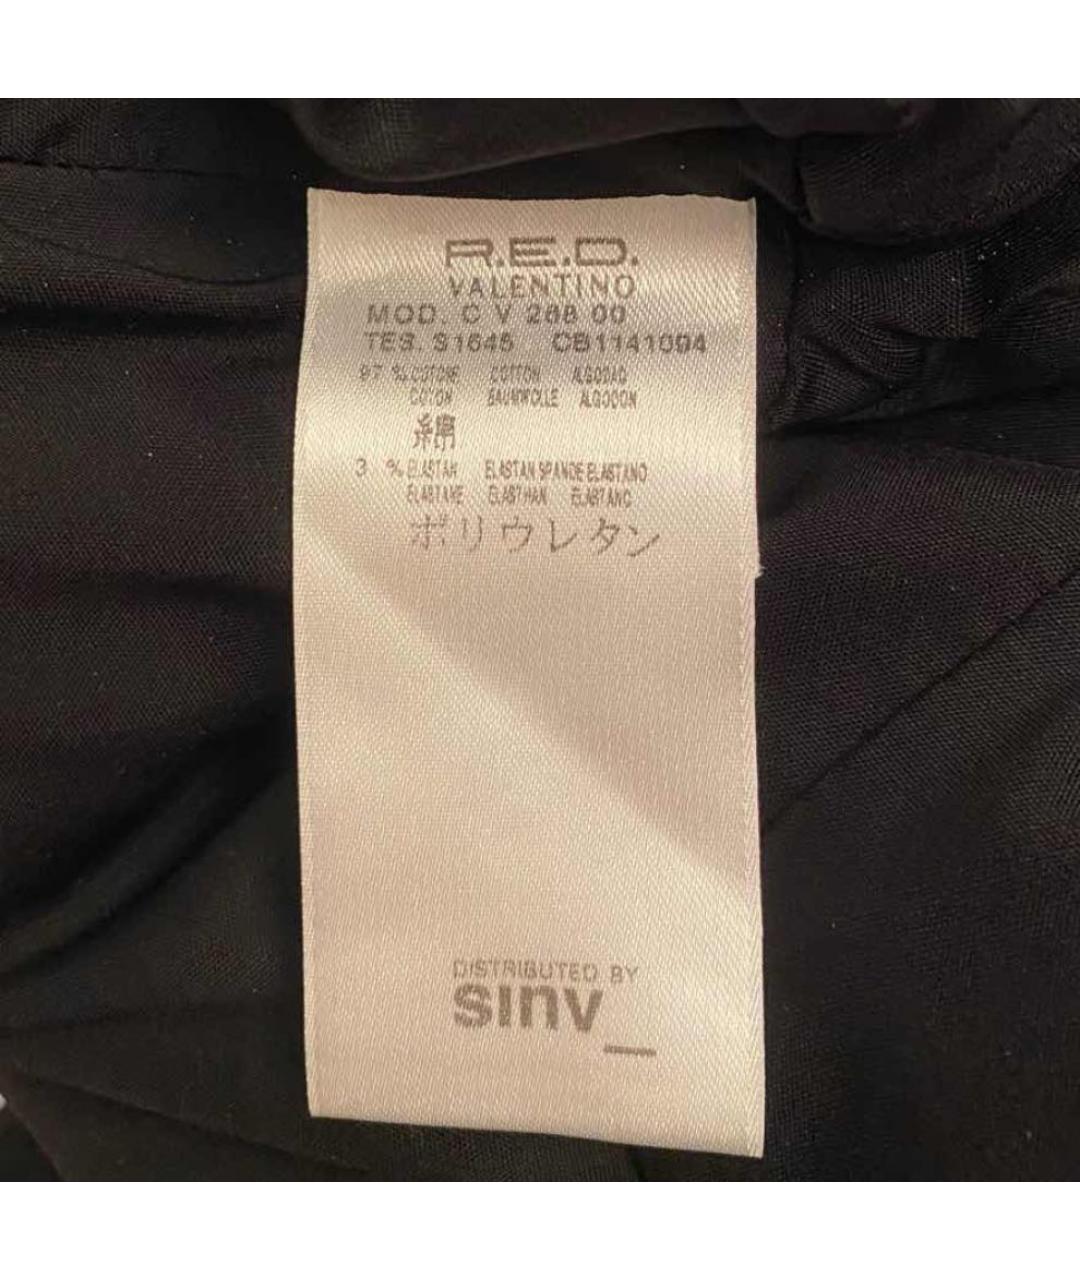 R.E.D.
VALENTINO
MOD. C V 268 00
TES. S1645 CB1141094
97 % COTONE COTTON ALGODAO
COTON BAUMWOLLE ALGODON
綿
3 % ELASTAN ELASTAN SPANDE ELASTANO
ELASTANE ELASTHAN ELASTANO
ポリウレタン
DISTRIBUTED BY
sinv_